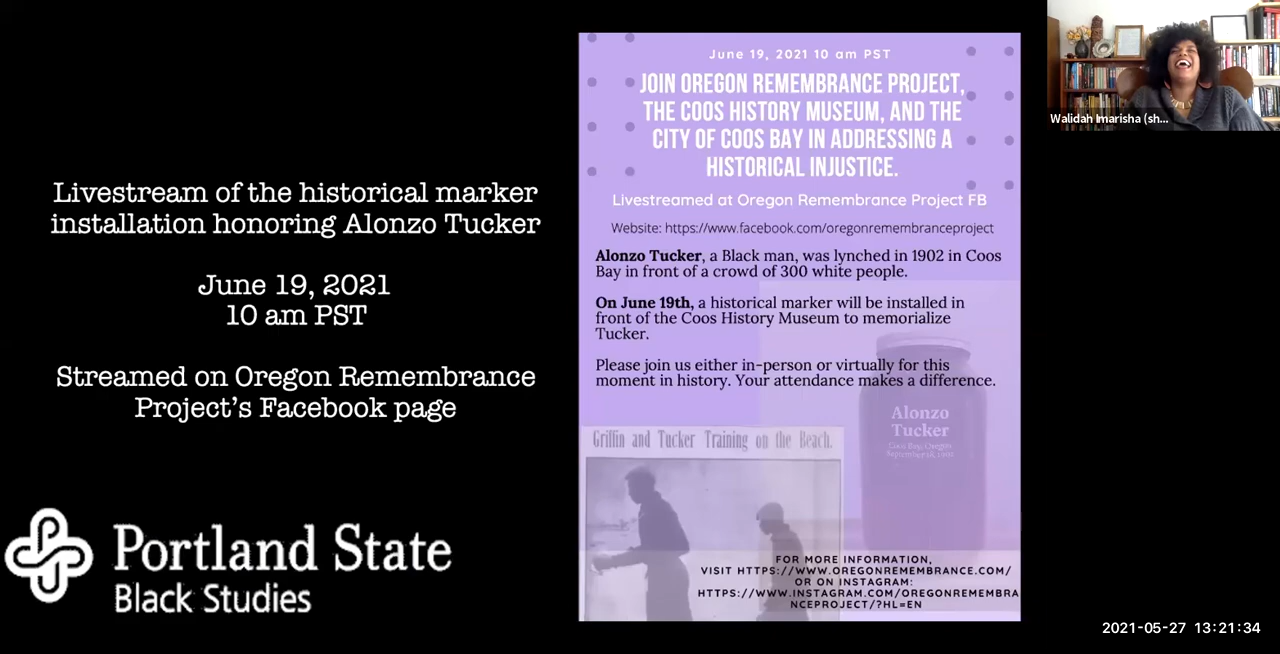 Livestream of the historical marker
installation honoring Alonzo Tucker
June 19, 2021
10 am PST
Streamed on Oregon Remembrance
Project's Facebook page
Portland State
Black Studies
June 19, 2021 10 am PST
JOIN OREGON REMEMBRANCE PROJECT,
THE COOS HISTORY MUSEUM, AND THE
CITY OF COOS BAY IN ADDRESSING A
HISTORICAL INJUSTICE.
Livestreamed at Oregon Remembrance Project FB
Website: https://www.facebook.com/oregonremembranceproject
Alonzo Tucker, a Black man, was lynched in 1902 in Coos
Bay in front of a crowd of 300 white people.
On June 19th, a historical marker will be installed in
front of the Coos History Museum to memorialize
Tucker.
Please join us either in-person or virtually for this
moment in history. Your attendance makes a difference.
Alonzo
Tucker
Coos Bay, Oregon
Griffin and Tucker Training on the Beach.
FOR MORE INFORMATION,
VISIT HTTPS://WWW.OREGONREMEMBRANCE.COM/
OR ON INSTAGRAM:
HTTPS://WWW.INSTAGRAM.COM/OREGONREMEMBRA
NCEPROJECT/?HL=EN
Walidah Imarisha (sh...
2021-05-27 13:21:34